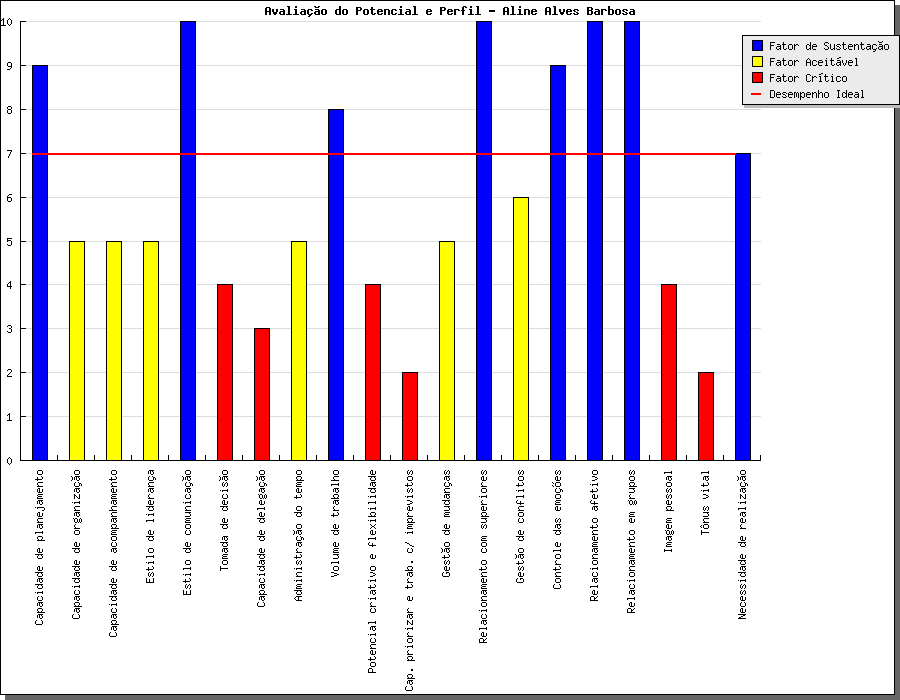 Avaliação do Potencial e Perfil - Aline Alves Barbosa
Fator de Sustentação
Fator Aceitável
Fator Crítico
Desempenho Ideal
10
9
8
7
6
5
4
3
2
1
0
Capacidade de planejamento
Capacidade de organização
Capacidade de acompanhamento
Estilo de liderança
Estilo de comunicação
Tomada de decisão
Capacidade de delegação
Administração do tempo
Volume de trabalho
Potencial criativo e flexibilidade
Cap. priorizar e trab. c/ imprevistos
Gestão de mudanças
Relacionamento com superiores
Gestão de conflitos
Controle das emoções
Relacionamento afetivo
Relacionamento em grupos
Imagem pessoal
Tônus vital
Necessidade de realização